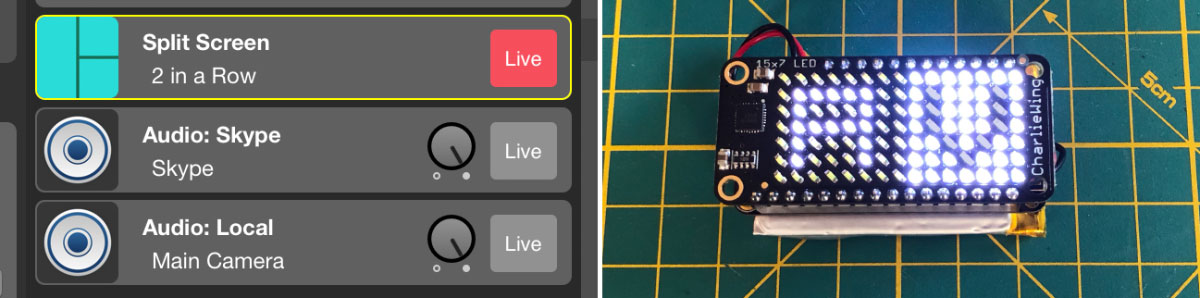 Split Screen
2 in a Row
Live
Audio: Skype
Skype
Live
Audio: Local
Main Camera
Live
15x7 LED
CharlieWing
5cm